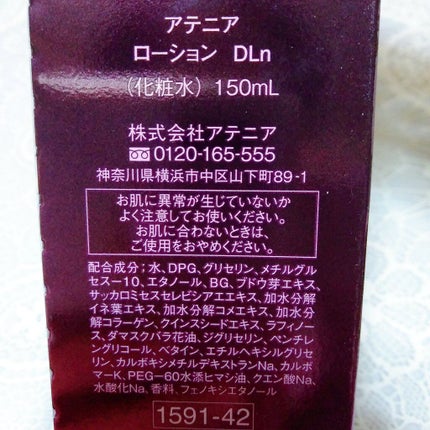 アテニア
ローション DLn
(化粧水) 150mL
株式会社アテニア
0120-165-555
神奈川県横浜市中区山下町89-1
お肌に異常が生じていないか
よく注意してお使いください。
お肌に合わないときは、
ご使用をおやめください。
配合成分;水、DPG、グリセリン、メチルグル
セスー10、エタノール、BG、ブドウ芽エキス、
サッカロミセスセレビシアエエキス、加水分解
イネ葉エキス、加水分解コメエキス、加水分
解コラーゲン、クインスシードエキス、ラフィノー
ス、ダマスクバラ花油、ジグリセリン、ペンチレ
ングリコール、ベタイン、エチルヘキシルグリセ
リン、カルボキシメチルデキストランNa、カルボ
マーK、PEG-60水添ヒマシ油、クエン酸Na、
水酸化Na、香料、フェノキシエタノール
1591-42